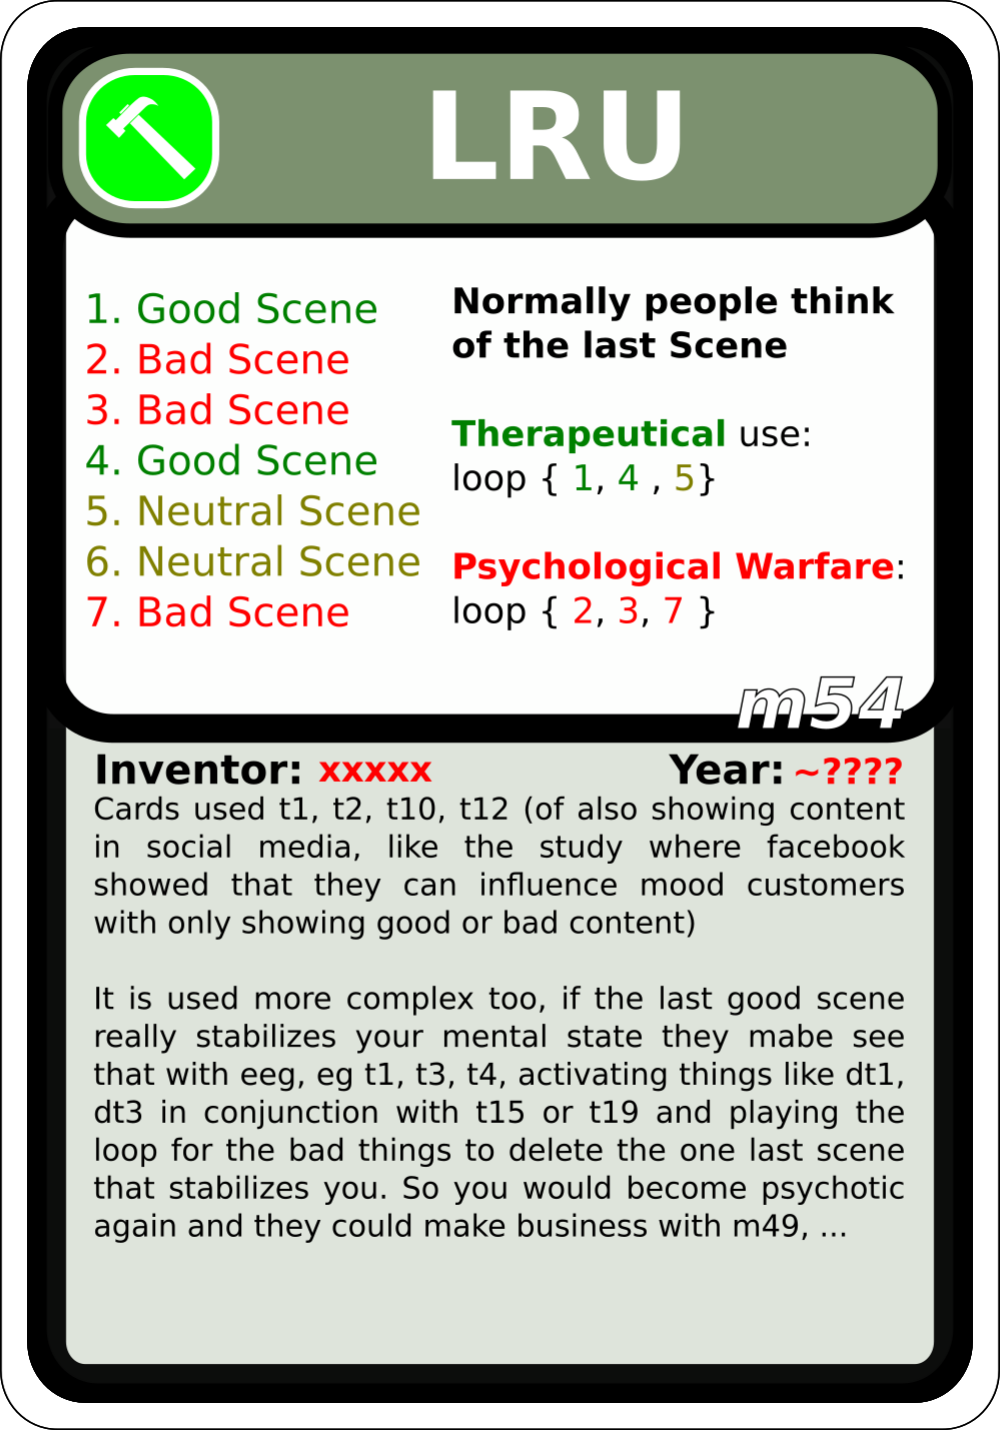 LRU
1. Good Scene
2. Bad Scene
3. Bad Scene
4. Good Scene
5. Neutral Scene
6. Neutral Scene
7. Bad Scene
Normally people think
of the last Scene
Therapeutical use:
loop { 1, 4 , 5}
Psychological Warfare:
loop { 2, 3, 7 }
m54
Inventor: xxxxx
Year: ~????
Cards used t1, t2, t10, t12 (of also showing content
in social media, like the study where facebook
showed that they can influence mood customers
with only showing good or bad content)
It is used more complex too, if the last good scene
really stabilizes your mental state they mabe see
that with eeg, eg t1, t3, t4, activating things like dt1,
dt3 in conjunction with t15 or t19 and playing the
loop for the bad things to delete the one last scene
that stabilizes you. So you would become psychotic
again and they could make business with m49, ...